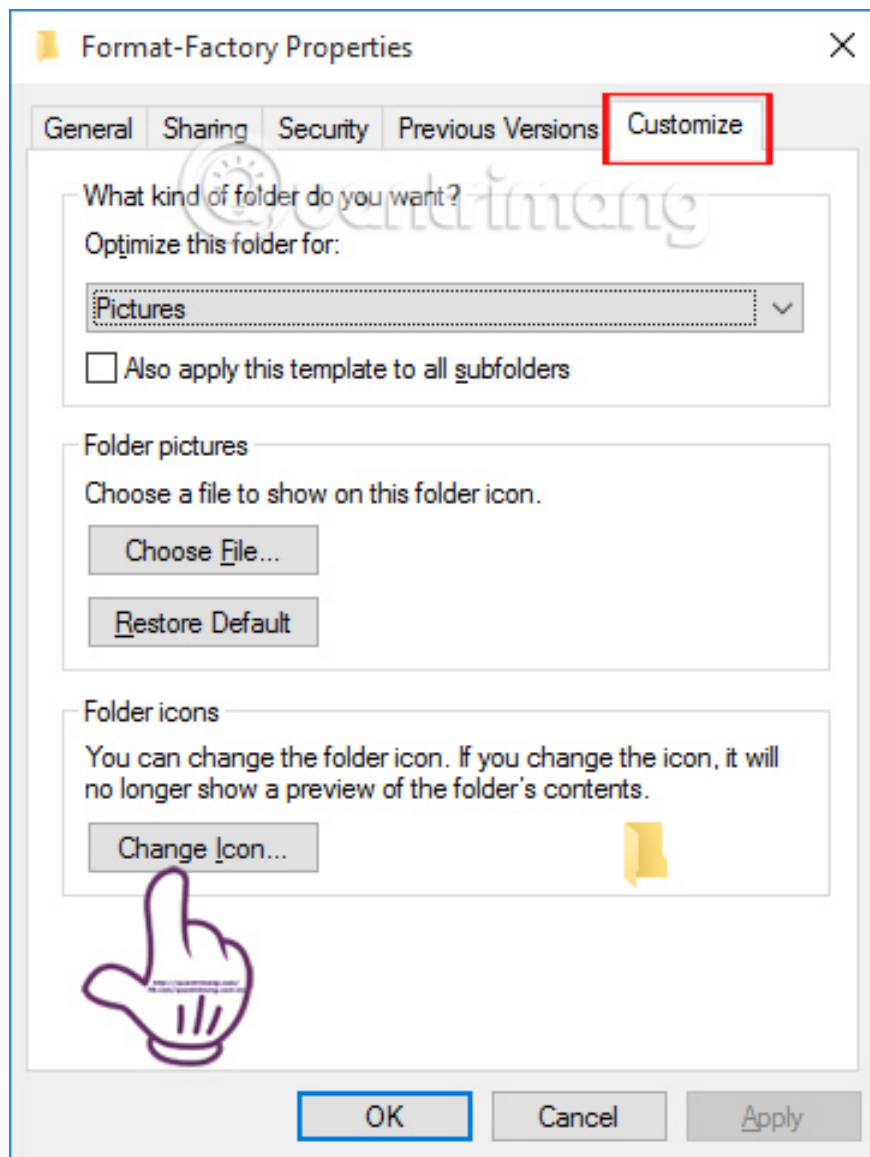 Format-Factory Properties
General Sharing Security Previous Versions Customize
Quantrimang
What kind of folder do you want?
Optimize this folder for:
Pictures
Also apply this template to all subfolders
Folder pictures
Choose a file to show on this folder icon.
Choose File...
Restore Default
Folder icons
You can change the folder icon. If you change the icon, it will
no longer show a preview of the folder's contents.
Change Icon...
OK Cancel Apply